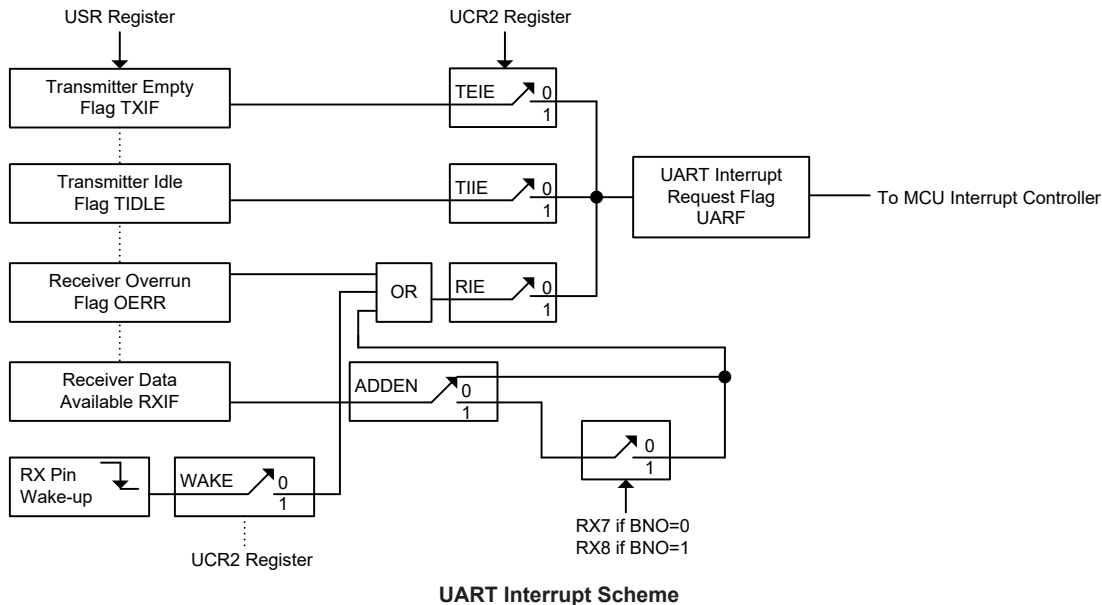 USR Register
UCR2 Register
Transmitter Empty
Flag TXIF
TEIE
0
1
Transmitter Idle
Flag TIDLE
TIIE
0
1
UART Interrupt
Request Flag
UARF
To MCU Interrupt Controller
Receiver Overrun
Flag OERR
OR
RIE
0
1
Receiver Data
Available RXIF
ADDEN
0
1
0
1
RX Pin
Wake-up
WAKE
0
1
RX7 if BNO=0
RX8 if BNO=1
UCR2 Register
UART Interrupt Scheme